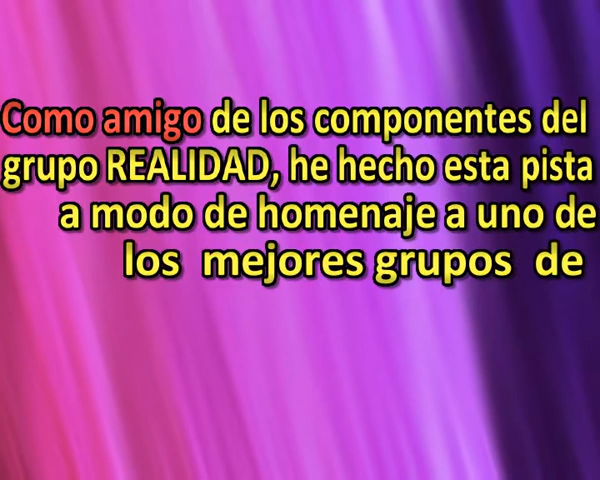 Como amigo de los componentes del
grupo REALIDAD, he hecho esta pista
a modo de homenaje a uno de
los mejores grupos de